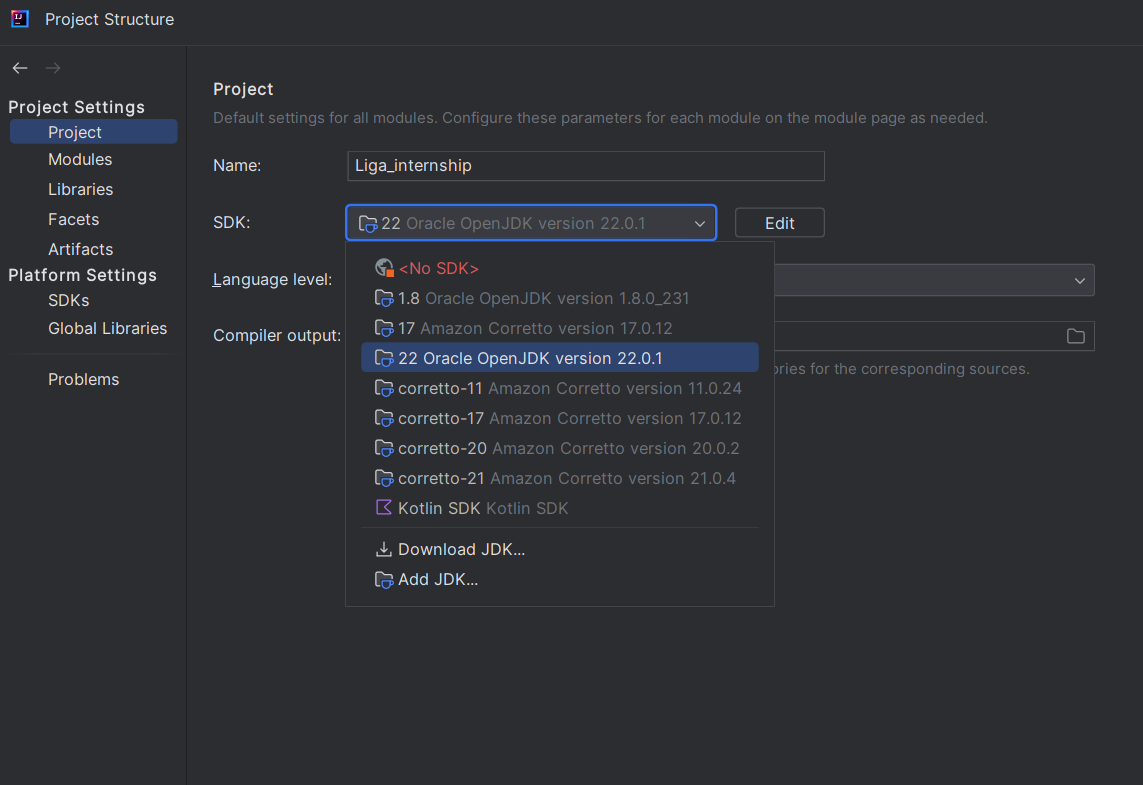 Project Structure
Project Settings
Project
Modules
Libraries
Facets
Artifacts
Platform Settings
SDKs
Global Libraries
Problems
Project
Default settings for all modules. Configure these parameters for each module on the module page as needed.
Name: Liga_internship
SDK: 22 Oracle OpenJDK version 22.0.1 Edit
Language level:
Compiler output:
ories for the corresponding sources.
<No SDK>
1.8 Oracle OpenJDK version 1.8.0_231
17 Amazon Corretto version 17.0.12
22 Oracle OpenJDK version 22.0.1
corretto-11 Amazon Corretto version 11.0.24
corretto-17 Amazon Corretto version 17.0.12
corretto-20 Amazon Corretto version 20.0.2
corretto-21 Amazon Corretto version 21.0.4
Kotlin SDK Kotlin SDK
Download JDK...
Add JDK...